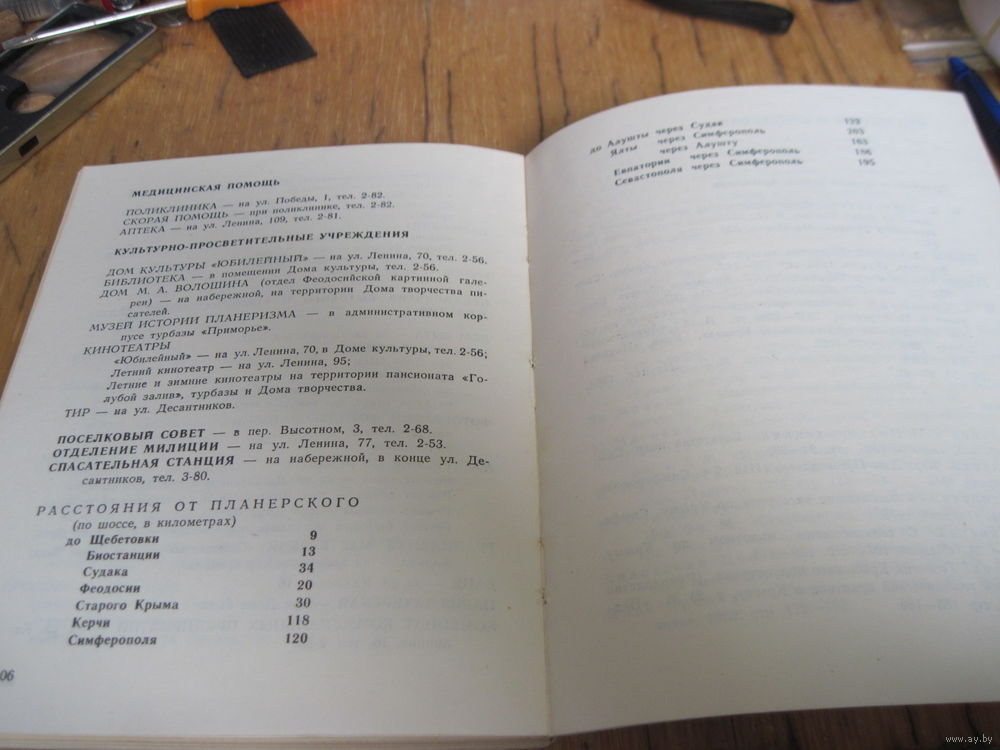 МЕДИЦИНСКАЯ ПОМОЩЬ
ПОЛИКЛИНИКА — на ул. Победы, 1, тел. 2-82.
СКОРАЯ ПОМОЩЬ — при поликлинике, тел. 2-82.
АПТЕКА — на ул. Ленина, 109, тел. 2-81.
КУЛЬТУРНО-ПРОСВЕТИТЕЛЬНЫЕ УЧРЕЖДЕНИЯ
ДОМ КУЛЬТУРЫ «ЮБИЛЕЙНЫЙ» — на ул. Ленина, 70, тел. 2-56.
БИБЛИОТЕКА — в помещении Дома культуры, тел. 2-56.
ДОМ М. А. ВОЛОШИНА (отдел Феодосийской картинной гале-
реи) — на набережной, на территории Дома творчества пи-
сателей.
МУЗЕЙ ИСТОРИИ ПЛАНЕРИЗМА — в административном кор-
пусе турбазы «Приморье».
КИНОТЕАТРЫ
«Юбилейный» — на ул. Ленина, 70, в Доме культуры, тел. 2-56;
Летний кинотеатр — на ул. Ленина, 95;
Летние и зимние кинотеатры на территории пансионата «Го-
лубой залив», турбазы и Дома творчества.
ТИР — на ул. Десантников.
ПОСЕЛКОВЫЙ СОВЕТ — в пер. Высотном, 3, тел. 2-68.
ОТДЕЛЕНИЕ МИЛИЦИИ — на ул. Ленина, 77, тел. 2-53.
СПАСАТЕЛЬНАЯ СТАНЦИЯ — на набережной, в конце ул. Де-
сантников, тел. 3-80.
РАССТОЯНИЯ ОТ ПЛАНЕРСКОГО
(по шоссе, в километрах)
до Щебетовки 9
Биостанции 13
Судака 34
Феодосии 20
Старого Крыма 30
Керчи 118
Симферополя 120
06
до Алушты через Судак
Ялты через Симферополь 203
через Алушту 163
Евпатории через Симферополь 186
Севастополя через Симферополь 195
www.ay.by